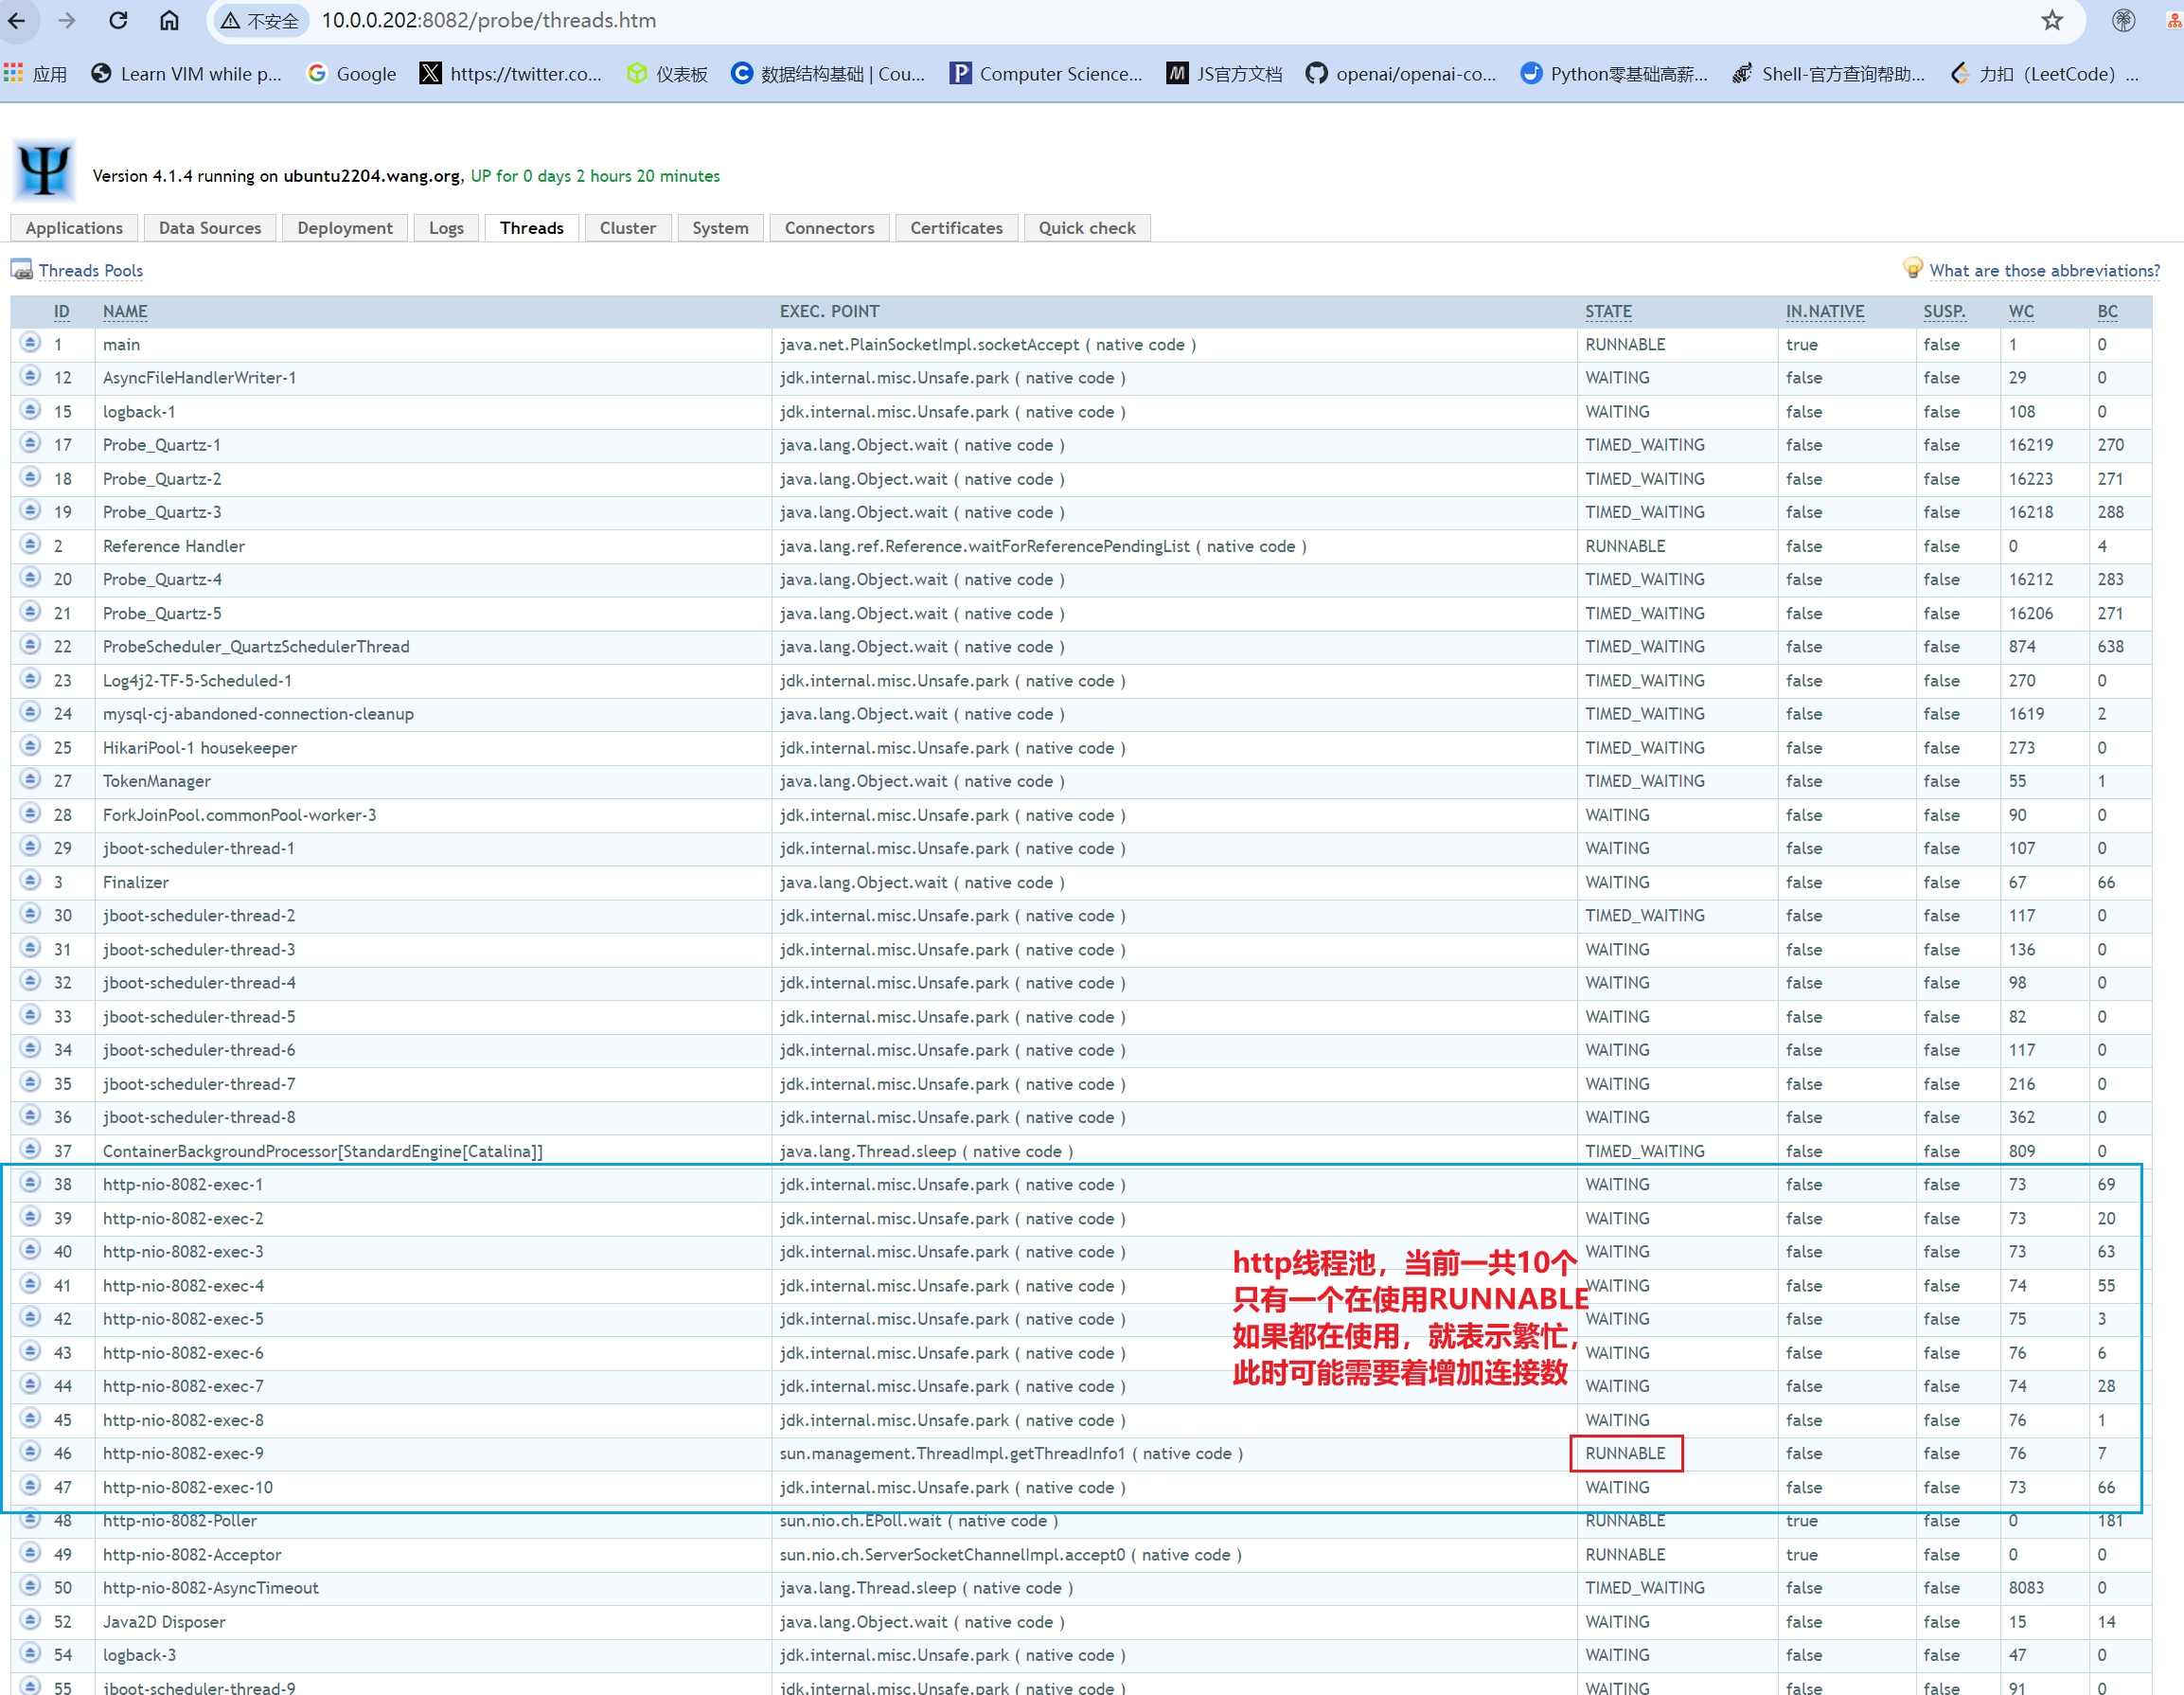 不安全 10.0.0.202:8082/probe/threads.htm
应用 Learn VIM while p... Google https://twitter.co... 仪表板 数据结构基础 | Cou... Computer Science... JS官方文档 openai/openai-co... Python零基础高薪... Shell-官方查询帮助... 力扣（LeetCode）...
Version 4.1.4 running on ubuntu2204.wang.org, UP for 0 days 2 hours 20 minutes
Applications Data Sources Deployment Logs Threads Cluster System Connectors Certificates Quick check
Threads Pools What are those abbreviations?
ID NAME EXEC. POINT STATE IN.NATIVE SUSP. WC BC
1 main java.net.PlainSocketImpl.socketAccept ( native code ) RUNNABLE true false 1 0
12 AsyncFileHandlerWriter-1 jdk.internal.misc.Unsafe.park ( native code ) WAITING false false 29 0
15 logback-1 jdk.internal.misc.Unsafe.park ( native code ) WAITING false false 108 0
17 Probe_Quartz-1 java.lang.Object.wait ( native code ) TIMED_WAITING false false 16219 270
18 Probe_Quartz-2 java.lang.Object.wait ( native code ) TIMED_WAITING false false 16223 271
19 Probe_Quartz-3 java.lang.Object.wait ( native code ) TIMED_WAITING false false 16218 288
2 Reference Handler java.lang.ref.Reference.waitForReferencePendingList ( native code ) RUNNABLE false false 0 4
20 Probe_Quartz-4 java.lang.Object.wait ( native code ) TIMED_WAITING false false 16212 283
21 Probe_Quartz-5 java.lang.Object.wait ( native code ) TIMED_WAITING false false 16206 271
22 ProbeScheduler_QuartzSchedulerThread java.lang.Object.wait ( native code ) TIMED_WAITING false false 874 638
23 Log4j2-TF-5-Scheduled-1 jdk.internal.misc.Unsafe.park ( native code ) TIMED_WAITING false false 270 0
24 mysql-cj-abandoned-connection-cleanup java.lang.Object.wait ( native code ) TIMED_WAITING false false 1619 2
25 HikariPool-1 housekeeper jdk.internal.misc.Unsafe.park ( native code ) TIMED_WAITING false false 273 0
27 TokenManager java.lang.Object.wait ( native code ) TIMED_WAITING false false 55 1
28 ForkJoinPool.commonPool-worker-3 jdk.internal.misc.Unsafe.park ( native code ) WAITING false false 90 0
29 jboot-scheduler-thread-1 jdk.internal.misc.Unsafe.park ( native code ) WAITING false false 107 0
3 Finalizer java.lang.Object.wait ( native code ) WAITING false false 67 66
30 jboot-scheduler-thread-2 jdk.internal.misc.Unsafe.park ( native code ) TIMED_WAITING false false 117 0
31 jboot-scheduler-thread-3 jdk.internal.misc.Unsafe.park ( native code ) WAITING false false 136 0
32 jboot-scheduler-thread-4 jdk.internal.misc.Unsafe.park ( native code ) WAITING false false 98 0
33 jboot-scheduler-thread-5 jdk.internal.misc.Unsafe.park ( native code ) WAITING false false 82 0
34 jboot-scheduler-thread-6 jdk.internal.misc.Unsafe.park ( native code ) WAITING false false 117 0
35 jboot-scheduler-thread-7 jdk.internal.misc.Unsafe.park ( native code ) WAITING false false 216 0
36 jboot-scheduler-thread-8 jdk.internal.misc.Unsafe.park ( native code ) WAITING false false 362 0
37 ContainerBackgroundProcessor[StandardEngine[Catalina]] java.lang.Thread.sleep ( native code ) TIMED_WAITING false false 809 0
38 http-nio-8082-exec-1 jdk.internal.misc.Unsafe.park ( native code ) WAITING false false 73 69
39 http-nio-8082-exec-2 jdk.internal.misc.Unsafe.park ( native code ) WAITING false false 73 20
40 http-nio-8082-exec-3 jdk.internal.misc.Unsafe.park ( native code ) WAITING false false 73 63
41 http-nio-8082-exec-4 jdk.internal.misc.Unsafe.park ( native code ) WAITING false false 74 55
42 http-nio-8082-exec-5 jdk.internal.misc.Unsafe.park ( native code ) WAITING false false 75 3
43 http-nio-8082-exec-6 jdk.internal.misc.Unsafe.park ( native code ) WAITING false false 76 6
44 http-nio-8082-exec-7 jdk.internal.misc.Unsafe.park ( native code ) WAITING false false 74 28
45 http-nio-8082-exec-8 jdk.internal.misc.Unsafe.park ( native code ) WAITING false false 76 1
46 http-nio-8082-exec-9 sun.management.ThreadImpl.getThreadInfo1 ( native code ) RUNNABLE false false 76 7
47 http-nio-8082-exec-10 jdk.internal.misc.Unsafe.park ( native code ) WAITING false false 73 66
http线程池，当前一共10个
只有一个在使用RUNNABLE
如果都在使用，就表示繁忙，
此时可能需要着增加连接数
48 http-nio-8082-Poller sun.nio.ch.EPoll.wait ( native code ) RUNNABLE true false 0 181
49 http-nio-8082-Acceptor sun.nio.ch.ServerSocketChannelImpl.accept0 ( native code ) RUNNABLE true false 0 0
50 http-nio-8082-AsyncTimeout java.lang.Thread.sleep ( native code ) TIMED_WAITING false false 8083 0
52 Java2D Disposer java.lang.Object.wait ( native code ) WAITING false false 15 14
54 logback-3 jdk.internal.misc.Unsafe.park ( native code ) WAITING false false 47 0
55 jboot-scheduler-thread-9 jdk.internal.misc.Unsafe.park ( native code ) WAITING false false 91 0